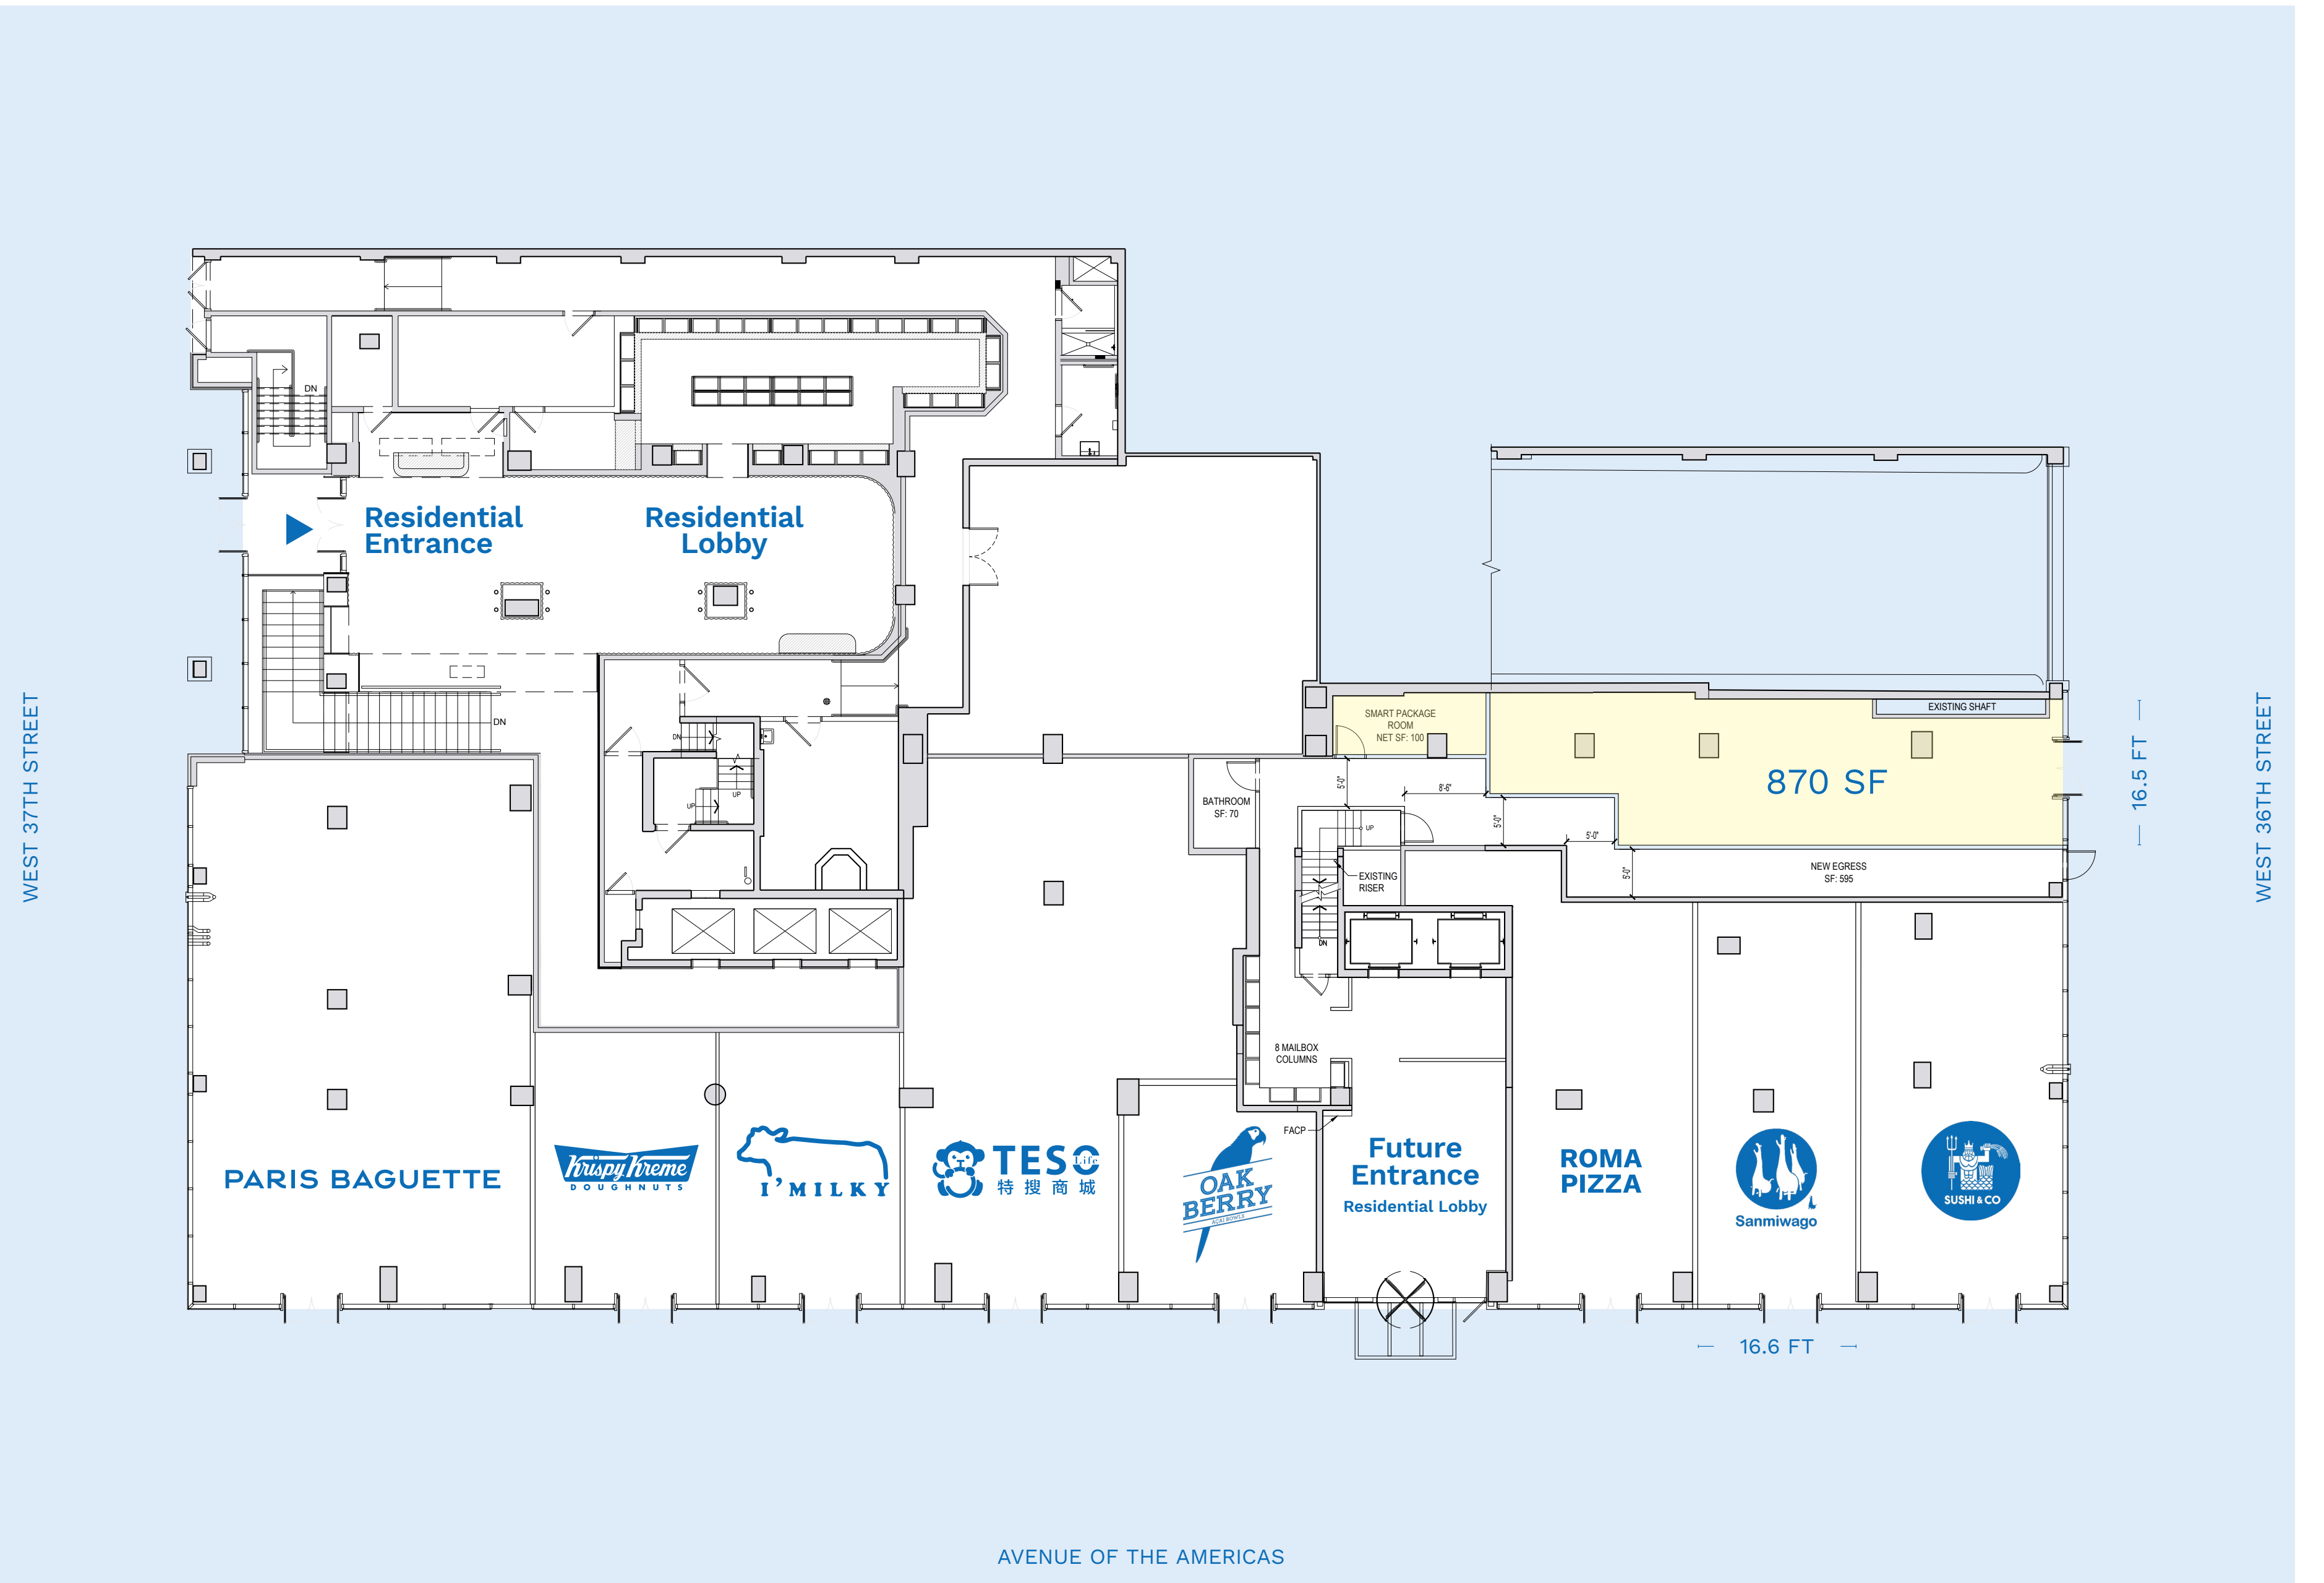 DN
Residential
Entrance
Residential
Lobby
DN
DN
UP
UP
SMART PACKAGE
ROOM
NET SF: 100
EXISTING SHAFT
870 SF
16.5 FT
WEST 37TH STREET
WEST 36TH STREET
BATHROOM
SF: 70
5'-0"
8'-6"
5'-0"
5'-0"
5'-0"
UP
EXISTING
RISER
DN
NEW EGRESS
SF: 595
8 MAILBOX
COLUMNS
FACP
PARIS BAGUETTE
Krispy Kreme
DOUGHNUTS
I'MILKY
TESO
Life
特搜商城
OAK
BERRY
ACAI BOWLS
Future
Entrance
Residential Lobby
ROMA
PIZZA
Sanmiwago
SUSHI & CO
16.6 FT
AVENUE OF THE AMERICAS